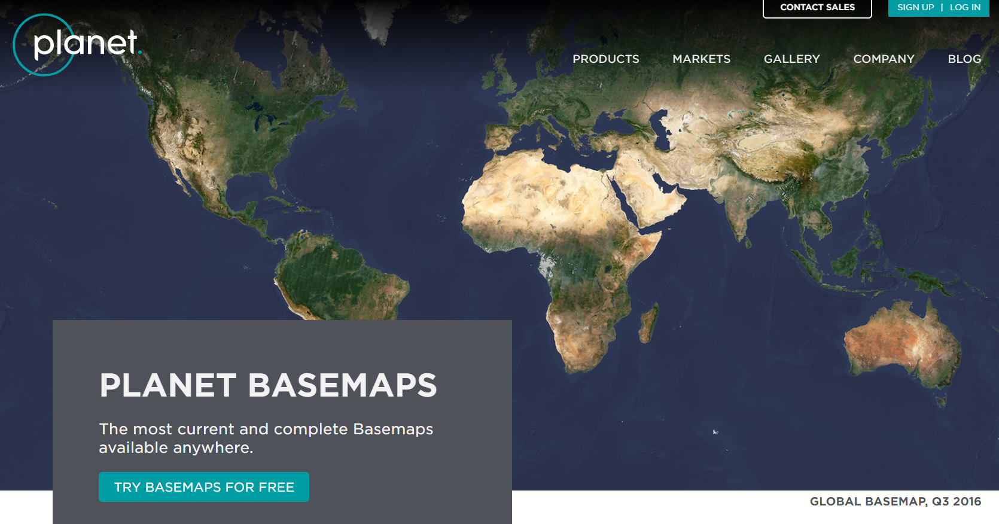 CONTACT SALES
SIGN UP | LOG IN
planet.
PRODUCTS MARKETS GALLERY COMPANY BLOG
PLANET BASEMAPS
The most current and complete Basemaps
available anywhere.
TRY BASEMAPS FOR FREE
GLOBAL BASEMAP, Q3 2016